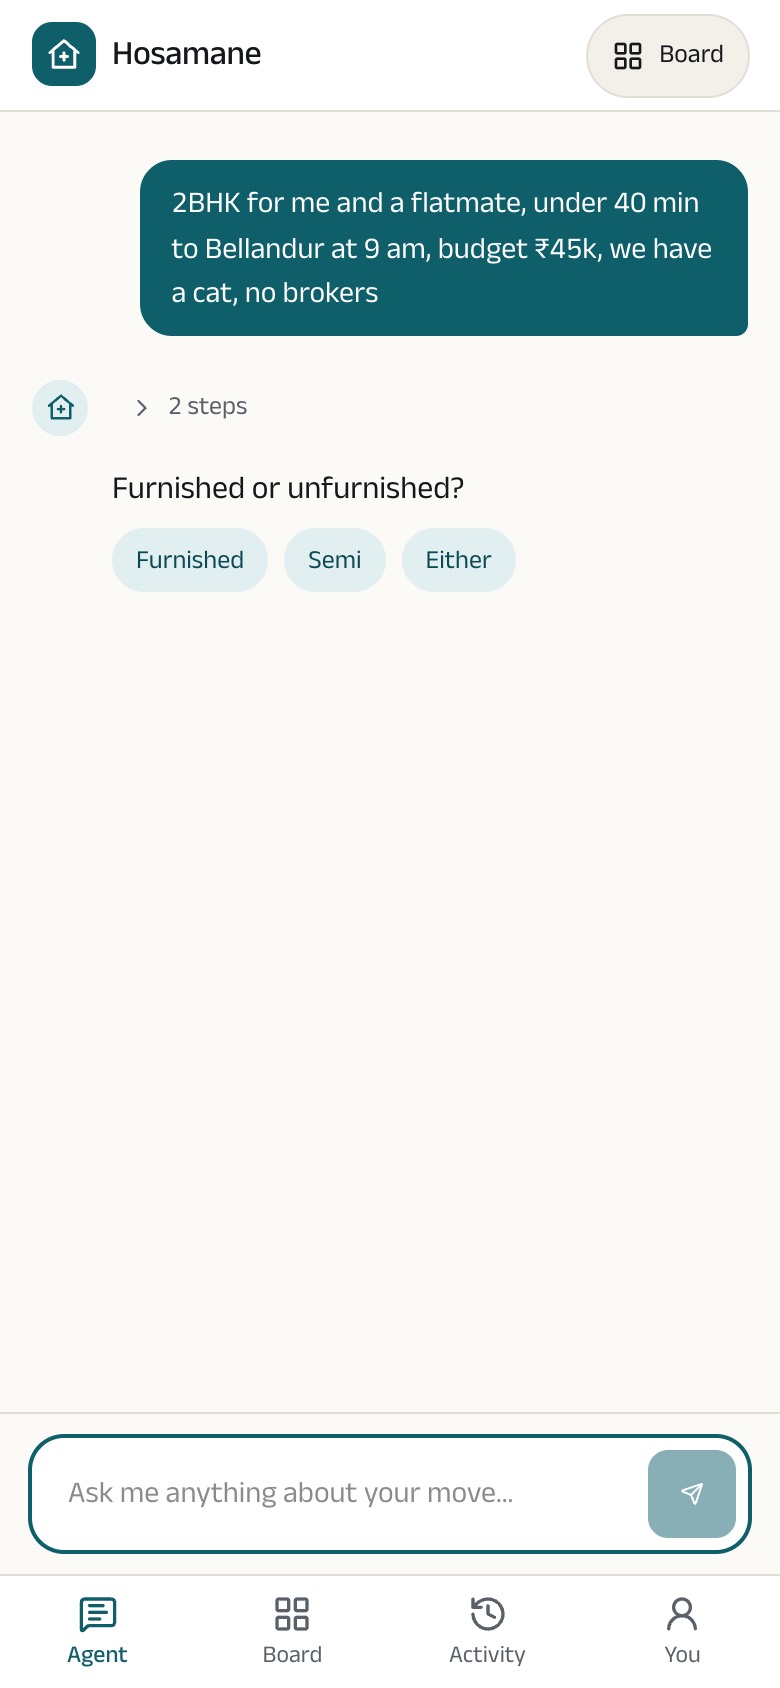 Hosamane
Board
2BHK for me and a flatmate, under 40 min
to Bellandur at 9 am, budget ₹45k, we have
a cat, no brokers
2 steps
Furnished or unfurnished?
Furnished
Semi
Either
Ask me anything about your move...
Agent
Board
Activity
You